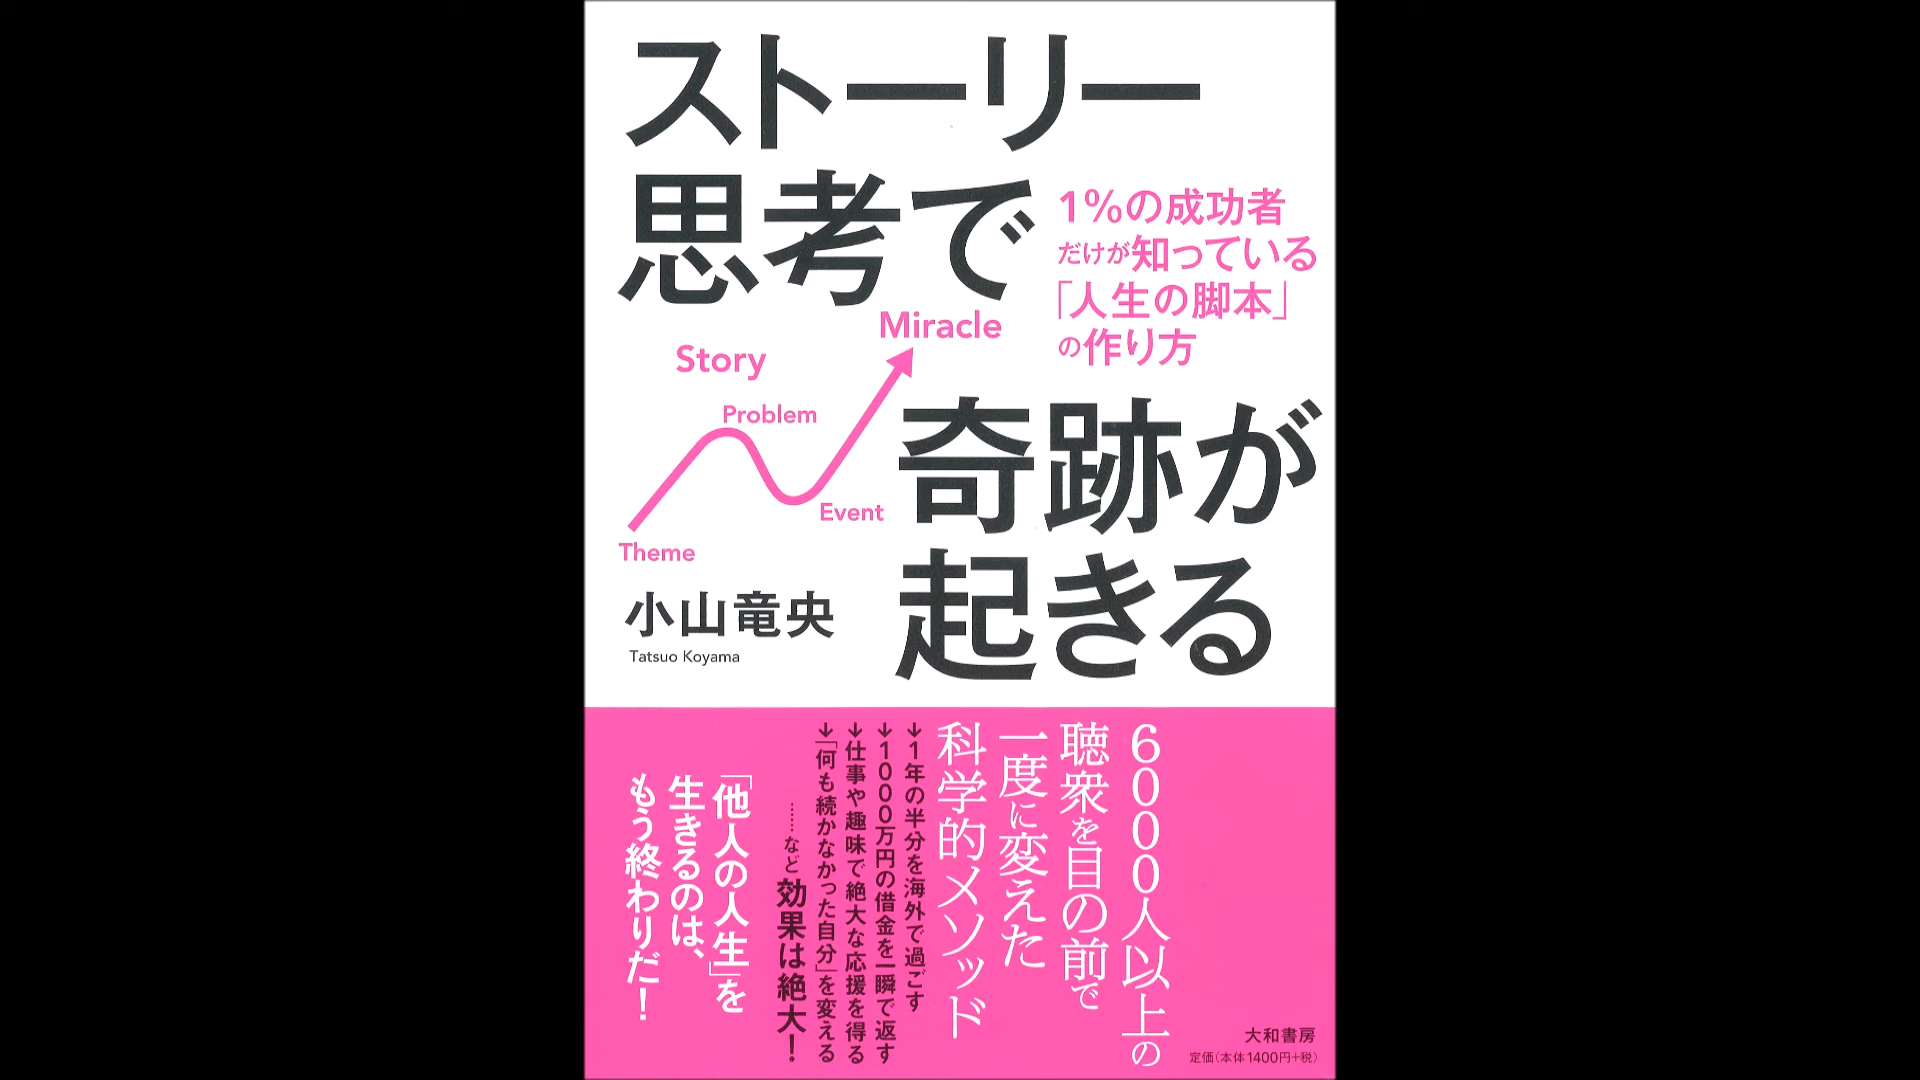 ストーリー
思考で
1%の成功者
だけが知っている
「人生の脚本」
の作り方
Miracle
Story
Problem
Event
Theme
奇跡が
起きる
小山竜央
Tatsuo Koyama
6000人以上の
聴衆を目の前で
一度に変えた
科学的メソッド
↓1年の半分を海外で過ごす
↓1000万円の借金を一瞬で返す
↓仕事や趣味で絶大な応援を得る
↓「何も続かなかった自分」を変える
……など効果は絶大!
「他人の人生」を
生きるのは、
もう終わりだ!
大和書房
定価(本体1400円+税)